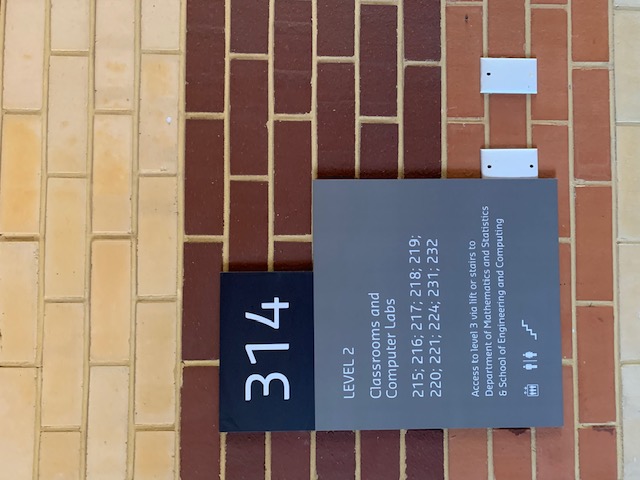 314
LEVEL 2
Classrooms and
Computer Labs
215; 216; 217; 218; 219;
220; 221; 224; 231; 232
Access to level 3 via lift or stairs to
Department of Mathematics and Statistics
& School of Engineering and Computing